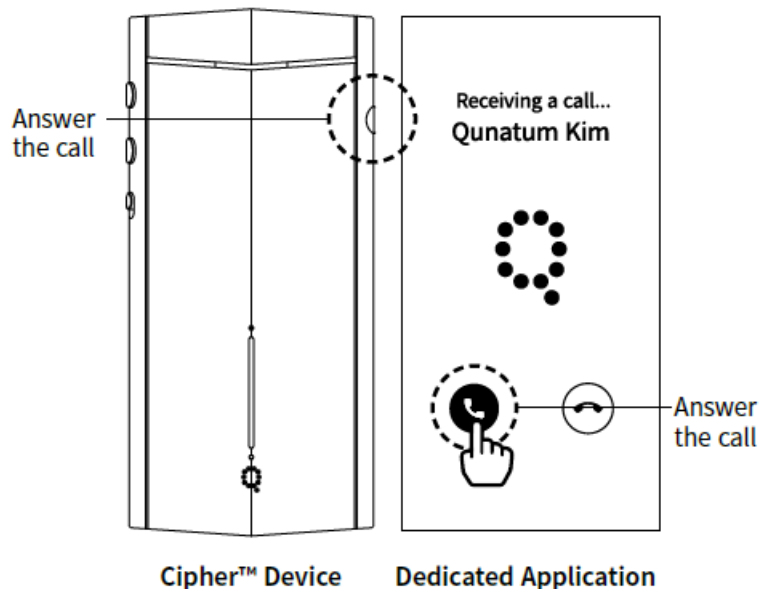 Answer
the call
Receiving a call...
Qunatum Kim
Answer
the call
Cipher™ Device
Dedicated Application